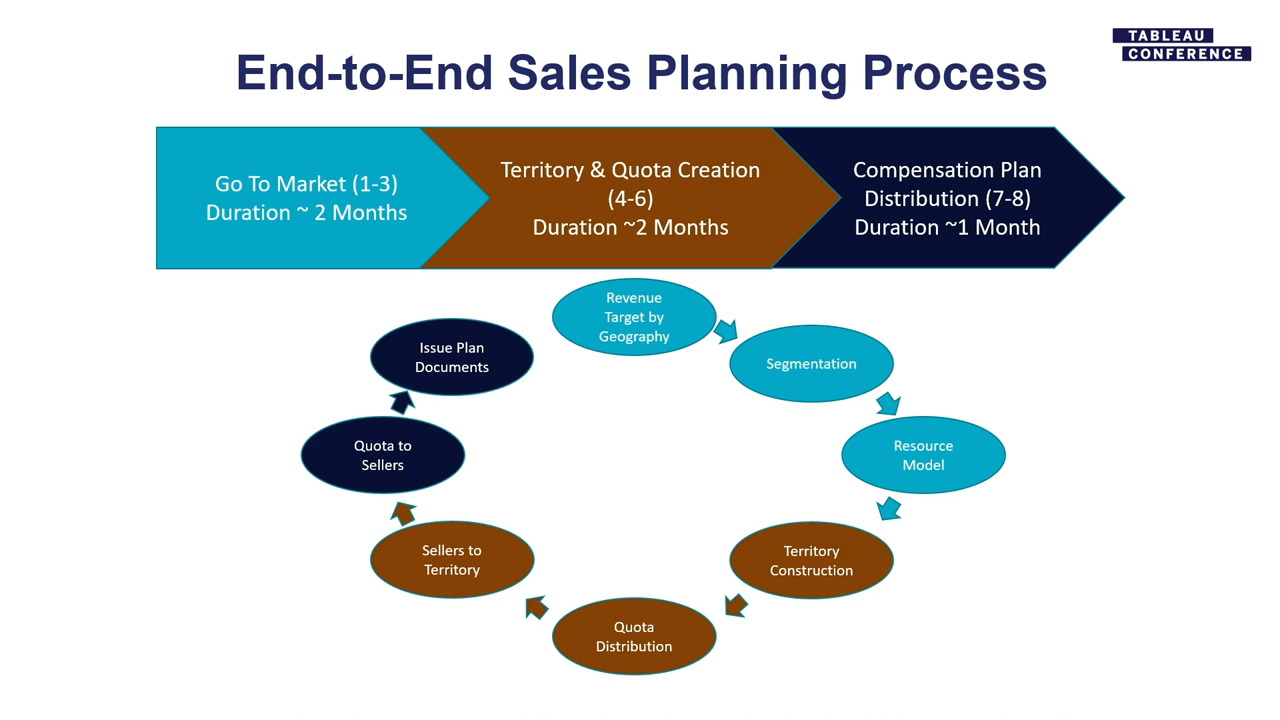 TABLEAU
CONFERENCE
End-to-End Sales Planning Process
Go To Market (1-3)
Duration ~ 2 Months
Territory & Quota Creation
(4-6)
Duration ~2 Months
Compensation Plan
Distribution (7-8)
Duration ~1 Month
Revenue
Target by
Geography
Segmentation
Resource
Model
Territory
Construction
Quota
Distribution
Sellers to
Territory
Quota to
Sellers
Issue Plan
Documents